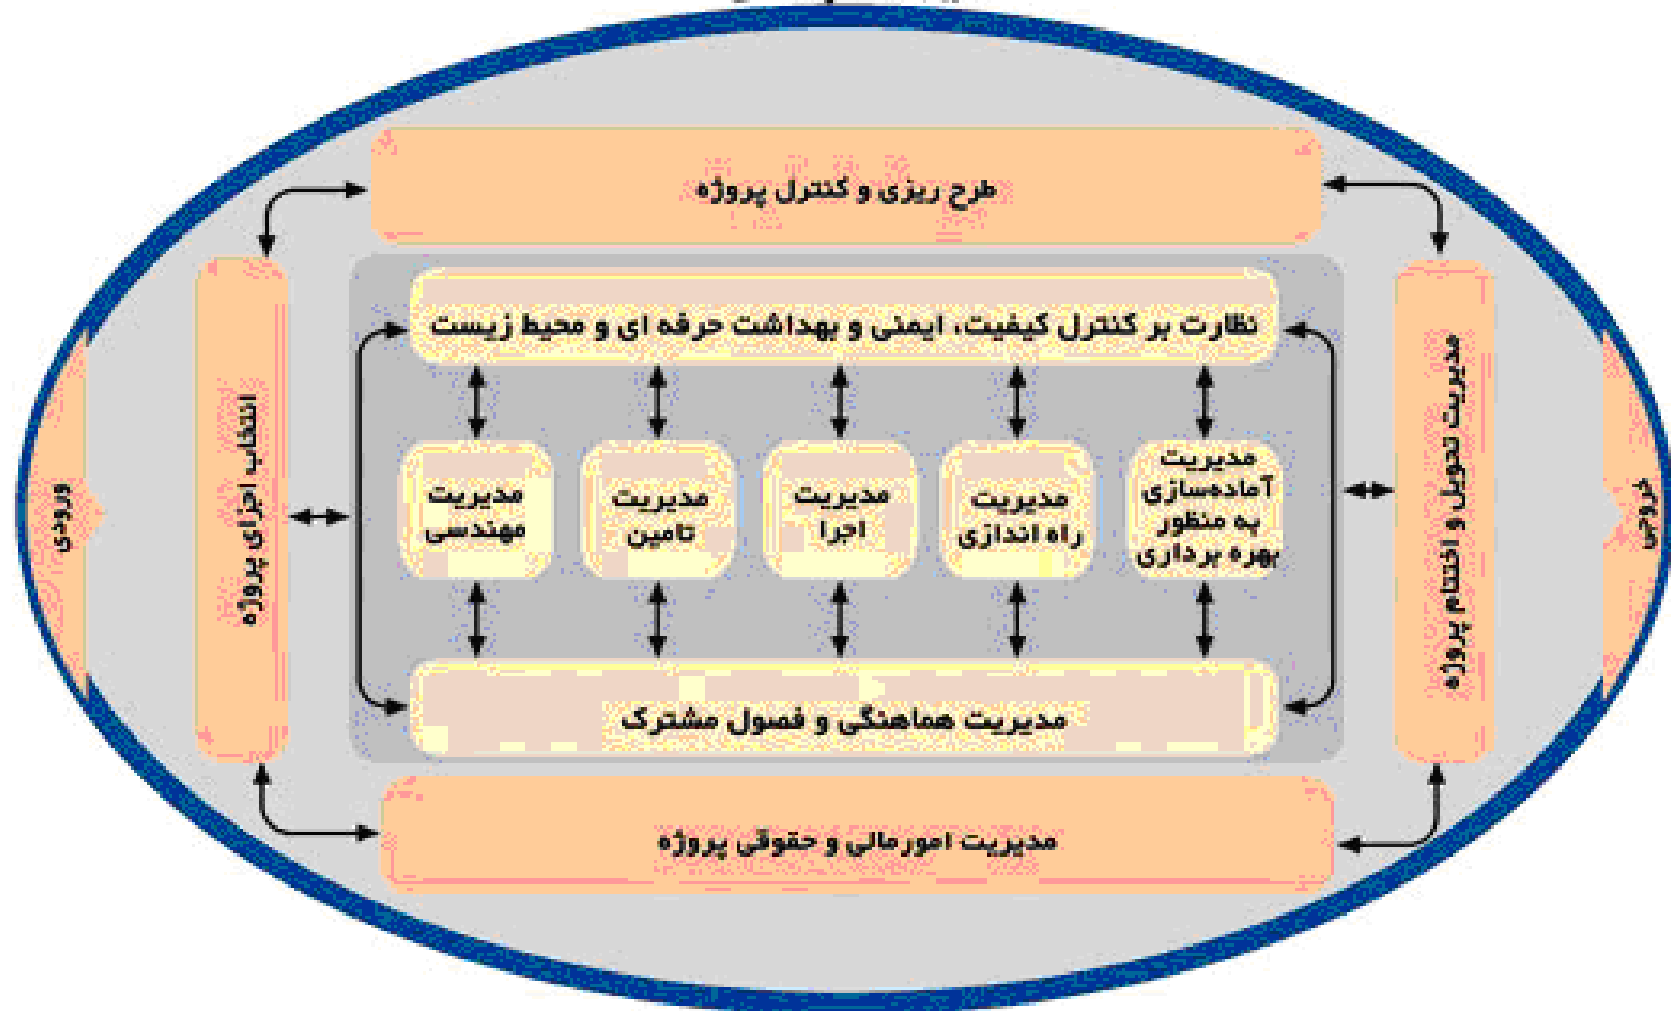 طرح ریزی و کنترل پروژه
نظارت بر کنترل کیفیت، ایمنی و بهداشت حرفه ای و محیط زیست
مدیریت
آماده‌سازی
به منظور
بهره برداری
مدیریت
راه اندازی
مدیریت
اجرا
مدیریت
تامین
مدیریت
مهندسی
مدیریت هماهنگی و فصول مشترک
مدیریت امورمالی و حقوقی پروژه
خروجی
مدیریت تحویل و اختتام پروژه
انتخاب اجزای پروژه
ورودی